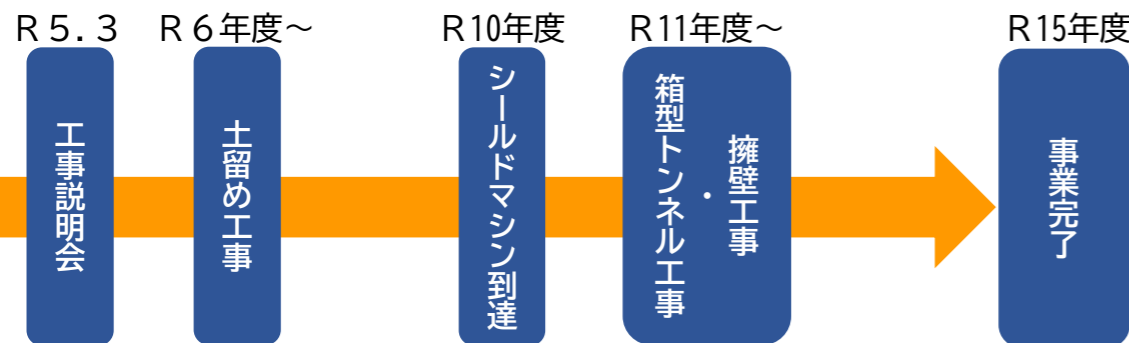 R5.3
工事説明会
R6年度～
土留め工事
R10年度
シールドマシン到達
R11年度～
擁壁工事
・
箱型トンネル工事
R15年度
事業完了